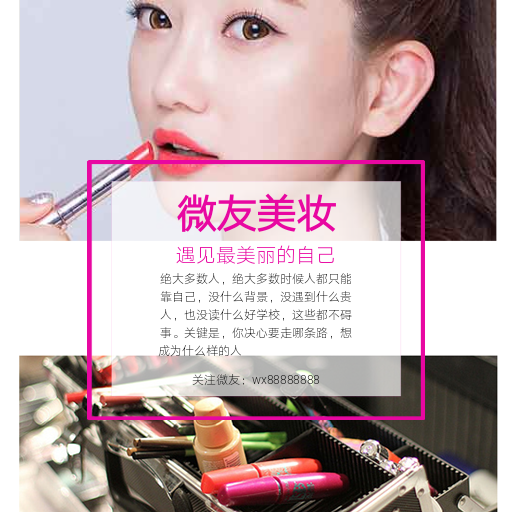 微友美妆
遇见最美丽的自己
绝大多数人，绝大多数时候人都只能
靠自己，没什么背景，没遇到什么贵
人，也没读什么好学校，这些都不碍
事。关键是，你决心要走哪条路，想
成为什么样的人
关注微友：wx88888888